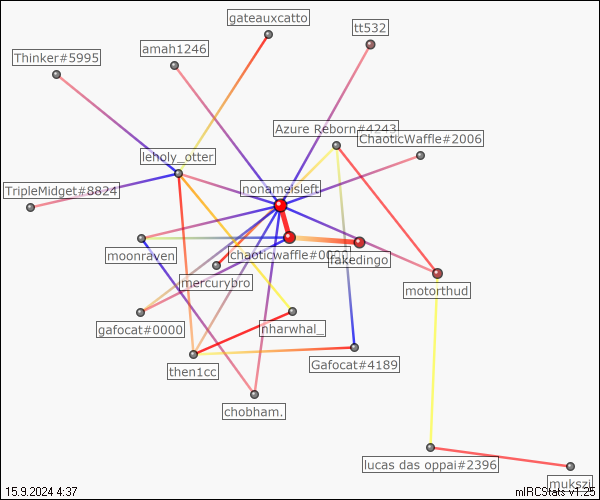 gateauxcatto
tt532
amah1246
Thinker#5995
Azure Reborn#4243
ChaoticWaffle#2006
leholy_otter
nonameisleft
TripleMidget#8824
moonraven
chaoticwaffle#0000
fakedingo
mercurybro
motorthud
gafocat#0000
nharwhal_
then1cc
Gafocat#4189
chobham.
lucas das oppai#2396
mukszi
15.9.2024 4:37
mIRCStats v1.25